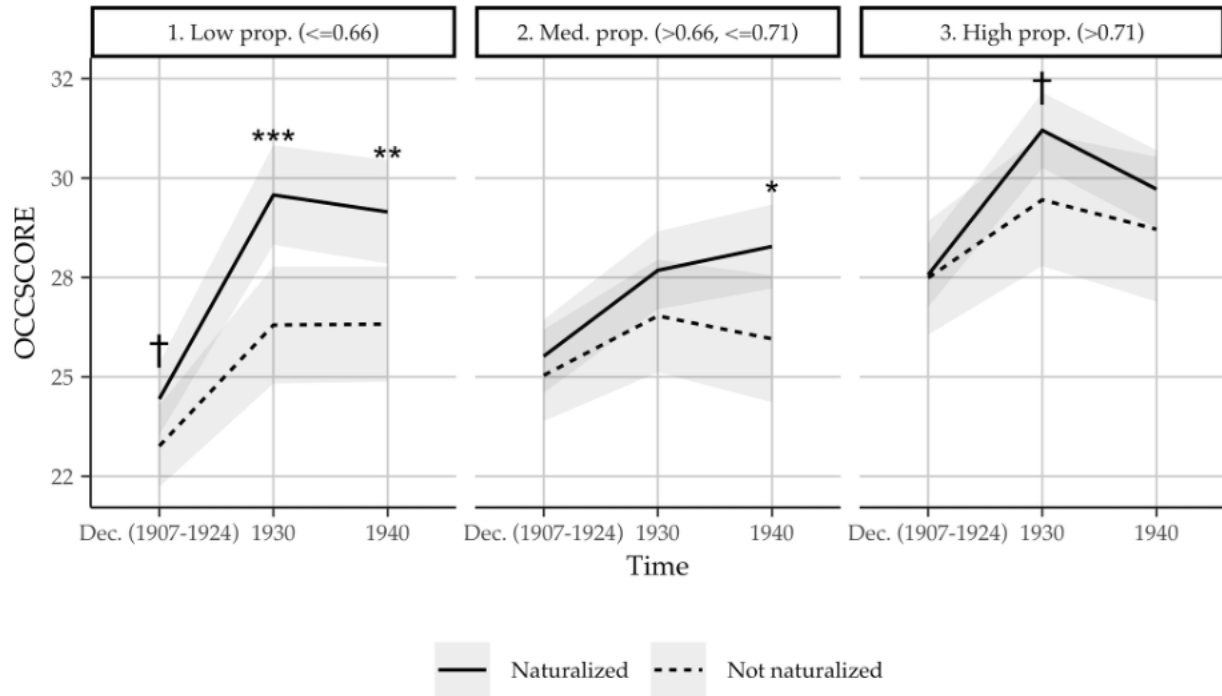 1. Low prop. (<=0.66)
2. Med. prop. (>0.66, <=0.71)
3. High prop. (>0.71)
OCCSCORE
32
30
28
25
22
†
***
**
*
†
Dec. (1907-1924) 1930 1940
Dec. (1907-1924) 1930 1940
Dec. (1907-1924) 1930 1940
Time
Naturalized
Not naturalized